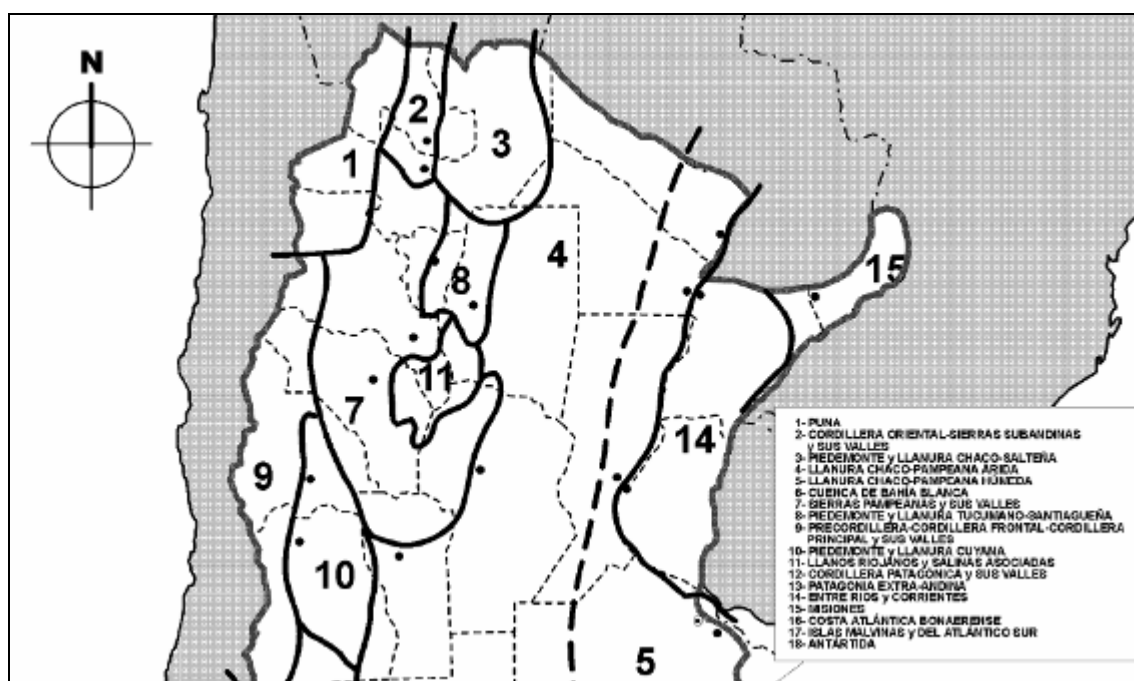 N
2
3
1
4
15
8
11
7
14
9
10
5
1- PUNA
2- CORDILLERA ORIENTAL-SIERRAS SUBANDINAS
y SUS VALLES
3- PIEDEMONTE y LLANURA CHACO-SALTEÑA
4- LLANURA CHACO-PAMPEANA ÁRIDA
5- LLANURA CHACO-PAMPEANA HÚMEDA
6- CUENCA DE BAHÍA BLANCA
7- SIERRAS PAMPEANAS y SUS VALLES
8- PIEDEMONTE y LLANURA TUCUMANO-SANTIAGUEÑA
9- PRECORDILLERA-CORDILLERA FRONTAL-CORDILLERA
PRINCIPAL y SUS VALLES
10- PIEDEMONTE y LLANURA CUYANA
11- LLANOS RIOJANOS y SALINAS ASOCIADAS
12- CORDILLERA PATAGÓNICA y SUS VALLES
13- PATAGONIA EXTRA-ANDINA
14- ENTRE RÍOS y CORRIENTES
15- MISIONES
16- COSTA ATLÁNTICA BONAERENSE
17- ISLAS MALVINAS y DEL ATLÁNTICO SUR
18- ANTÁRTIDA